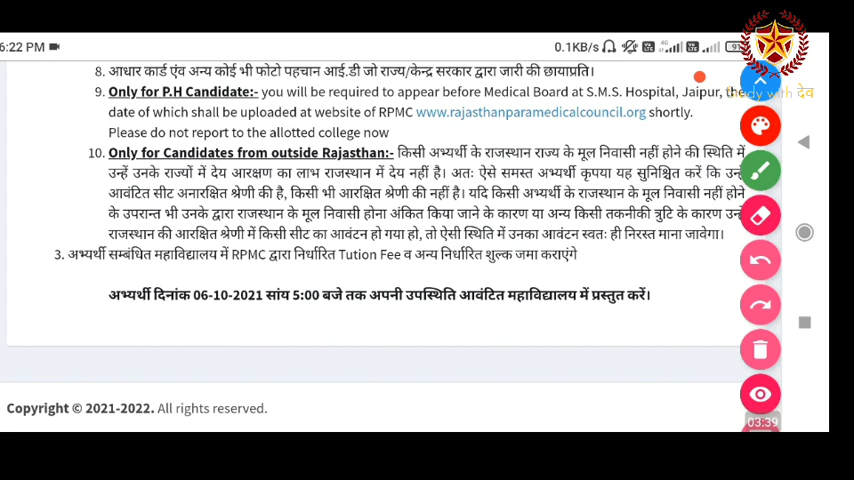 6:22 PM
0.1KB/s
91
8. आधार कार्ड एंव अन्य कोई भी फोटो पहचान आई.डी जो राज्य/केन्द्र सरकार द्वारा जारी की छायाप्रति।
9. Only for P.H Candidate:- you will be required to appear before Medical Board at S.M.S. Hospital, Jaipur, the
date of which shall be uploaded at website of RPMC www.rajasthanparamedicalcouncil.org shortly.
Please do not report to the allotted college now
10. Only for Candidates from outside Rajasthan:- किसी अभ्यर्थी के राजस्थान राज्य के मूल निवासी नहीं होने की स्थिति में
उन्हें उनके राज्यों में देय आरक्षण का लाभ राजस्थान में देय नहीं है। अतः ऐसे समस्त अभ्यर्थी कृपया यह सुनिश्चित करें कि उन्हें
आवंटित सीट अनारक्षित श्रेणी की है, किसी भी आरक्षित श्रेणी की नहीं है। यदि किसी अभ्यर्थी के राजस्थान के मूल निवासी नहीं होने
के उपरान्त भी उनके द्वारा राजस्थान के मूल निवासी होना अंकित किया जाने के कारण या अन्य किसी तकनीकी त्रुटि के कारण उन्हें
राजस्थान की आरक्षित श्रेणी में किसी सीट का आवंटन हो गया हो, तो ऐसी स्थिति में उनका आवंटन स्वतः ही निरस्त माना जावेगा।
3. अभ्यर्थी सम्बंधित महाविद्यालय में RPMC द्वारा निर्धारित Tution Fee व अन्य निर्धारित शुल्क जमा कराएंगे
अभ्यर्थी दिनांक 06-10-2021 सांय 5:00 बजे तक अपनी उपस्थिति आवंटित महाविद्यालय में प्रस्तुत करें।
Copyright © 2021-2022. All rights reserved.
Study with देव
03:39